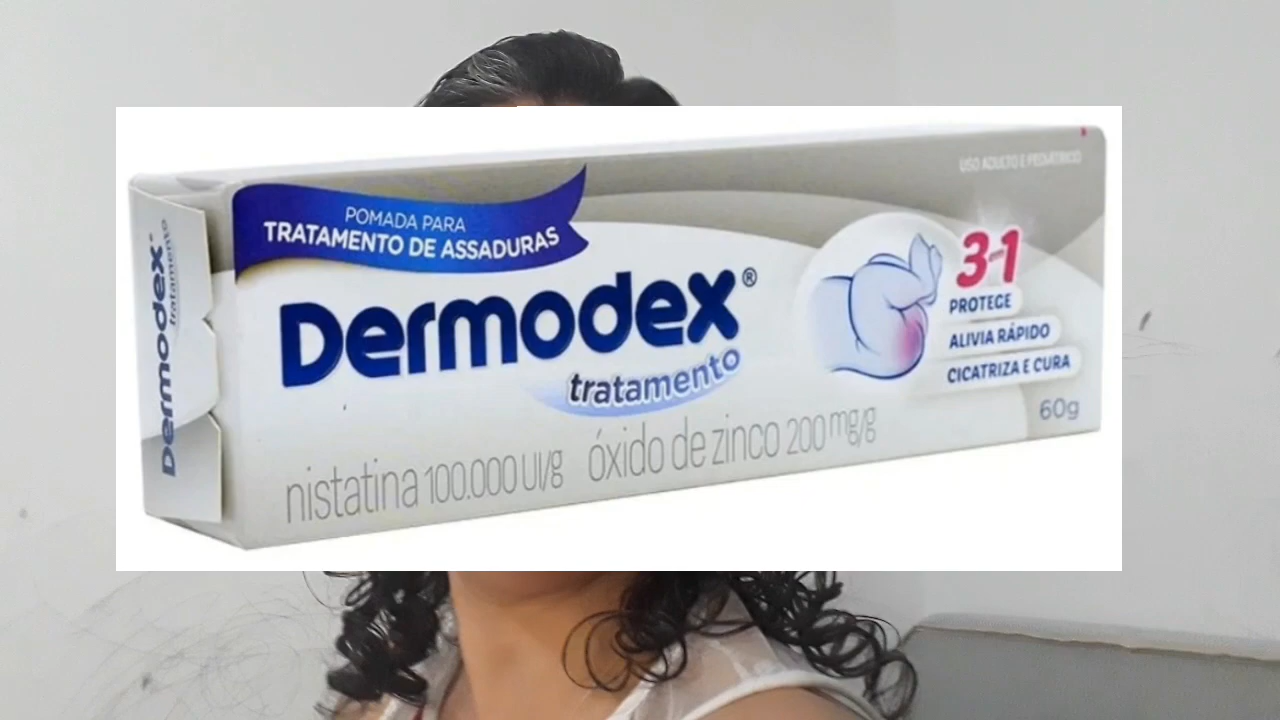 USO ADULTO E PEDIÁTRICO
POMADA PARA
TRATAMENTO DE ASSADURAS
Dermodex®
tratamento
nistatina 100.000 UI/g óxido de zinco 200 mg/g
3 em 1
PROTEGE
ALIVIA RÁPIDO
CICATRIZA E CURA
60g
Dermodex®
tratamento